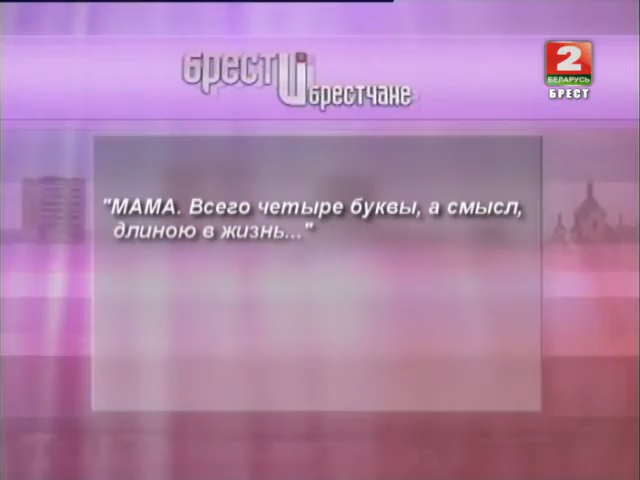 Брест и брестчане
2
БЕЛАРУСЬ
БРЕСТ
"МАМА. Всего четыре буквы, а смысл,
длиною в жизнь..."